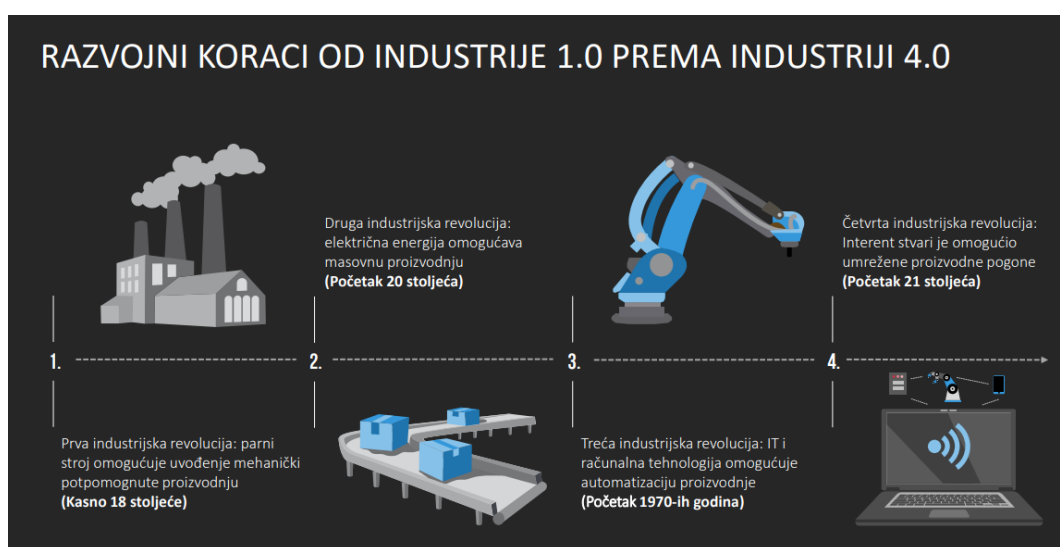 RAZVOJNI KORACI OD INDUSTRIJE 1.0 PREMA INDUSTRIJI 4.0
1.
Prva industrijska revolucija: parni
stroj omogućuje uvođenje mehanički
potpomognute proizvodnju
(Kasno 18 stoljeće)
2.
Druga industrijska revolucija:
električna energija omogućava
masovnu proizvodnju
(Početak 20 stoljeća)
3.
Treća industrijska revolucija: IT i
računalna tehnologija omogućuje
automatizaciju proizvodnje
(Početak 1970-ih godina)
4.
Četvrta industrijska revolucija:
Interent stvari je omogućio
umrežene proizvodne pogone
(Početak 21 stoljeća)